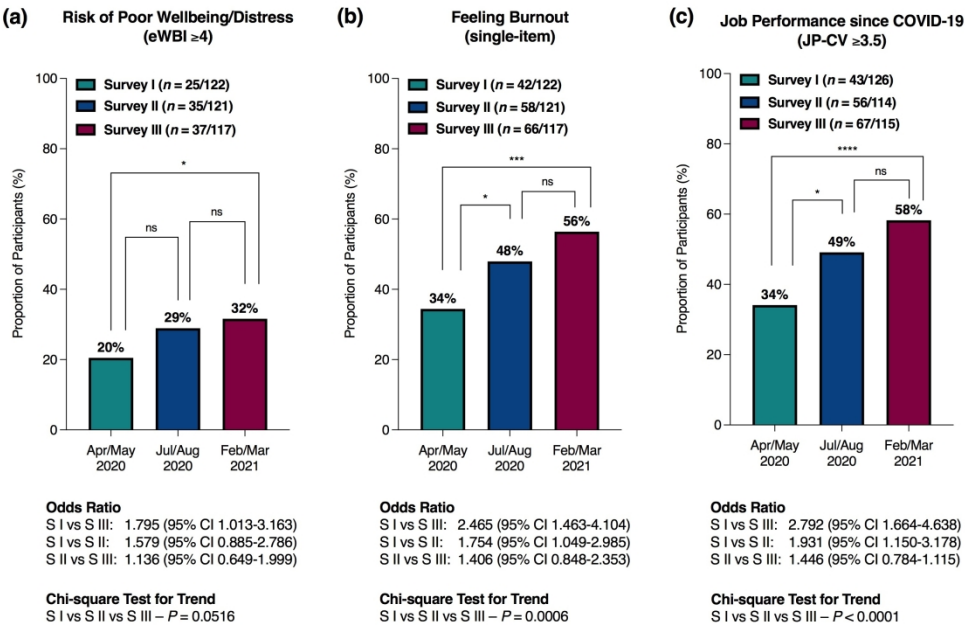 (a)
Risk of Poor Wellbeing/Distress
(eWBI ≥4)
Survey I (n = 25/122)
Survey II (n = 35/121)
Survey III (n = 37/117)
Proportion of Participants (%)
100
80
60
40
20
0
*
ns
ns
20%
29%
32%
Apr/May
2020
Jul/Aug
2020
Feb/Mar
2021
Odds Ratio
S I vs S III: 1.795 (95% CI 1.013-3.163)
S I vs S II: 1.579 (95% CI 0.885-2.786)
S II vs S III: 1.136 (95% CI 0.649-1.999)
Chi-square Test for Trend
S I vs S II vs S III – P = 0.0516
(b)
Feeling Burnout
(single-item)
Survey I (n = 42/122)
Survey II (n = 58/121)
Survey III (n = 66/117)
Proportion of Participants (%)
100
80
60
40
20
0
***
*
ns
34%
48%
56%
Apr/May
2020
Jul/Aug
2020
Feb/Mar
2021
Odds Ratio
S I vs S III: 2.465 (95% CI 1.463-4.104)
S I vs S II: 1.754 (95% CI 1.049-2.985)
S II vs S III: 1.406 (95% CI 0.848-2.353)
Chi-square Test for Trend
S I vs S II vs S III – P = 0.0006
(c)
Job Performance since COVID-19
(JP-CV ≥3.5)
Survey I (n = 43/126)
Survey II (n = 56/114)
Survey III (n = 67/115)
Proportion of Participants (%)
100
80
60
40
20
0
****
*
ns
34%
49%
58%
Apr/May
2020
Jul/Aug
2020
Feb/Mar
2021
Odds Ratio
S I vs S III: 2.792 (95% CI 1.664-4.638)
S I vs S II: 1.931 (95% CI 1.150-3.178)
S II vs S III: 1.446 (95% CI 0.784-1.115)
Chi-square Test for Trend
S I vs S II vs S III – P < 0.0001